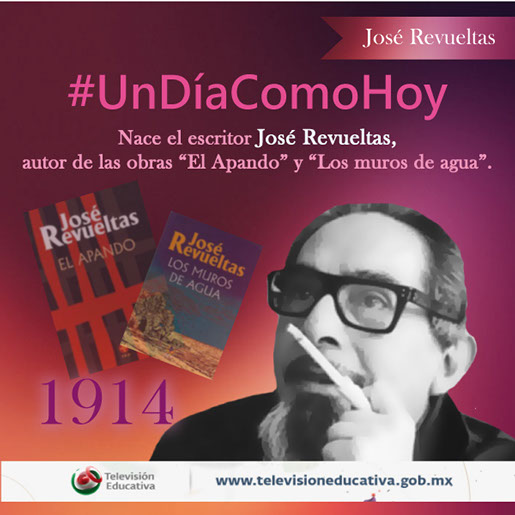 José Revueltas
#UnDíaComoHoy
Nace el escritor José Revueltas,
autor de las obras “El Apando” y “Los muros de agua”.
José
Revueltas
EL APANDO
José
Revueltas
LOS MUROS
DE AGUA
1914
Televisión
Educativa
www.televisioneducativa.gob.mx